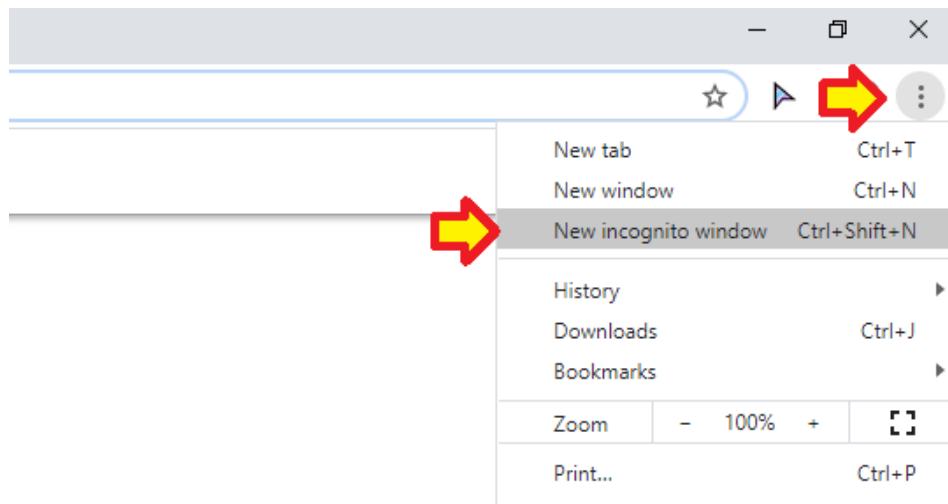 New tab Ctrl+T
New window Ctrl+N
New incognito window Ctrl+Shift+N
History
Downloads Ctrl+J
Bookmarks
Zoom - 100% +
Print... Ctrl+P